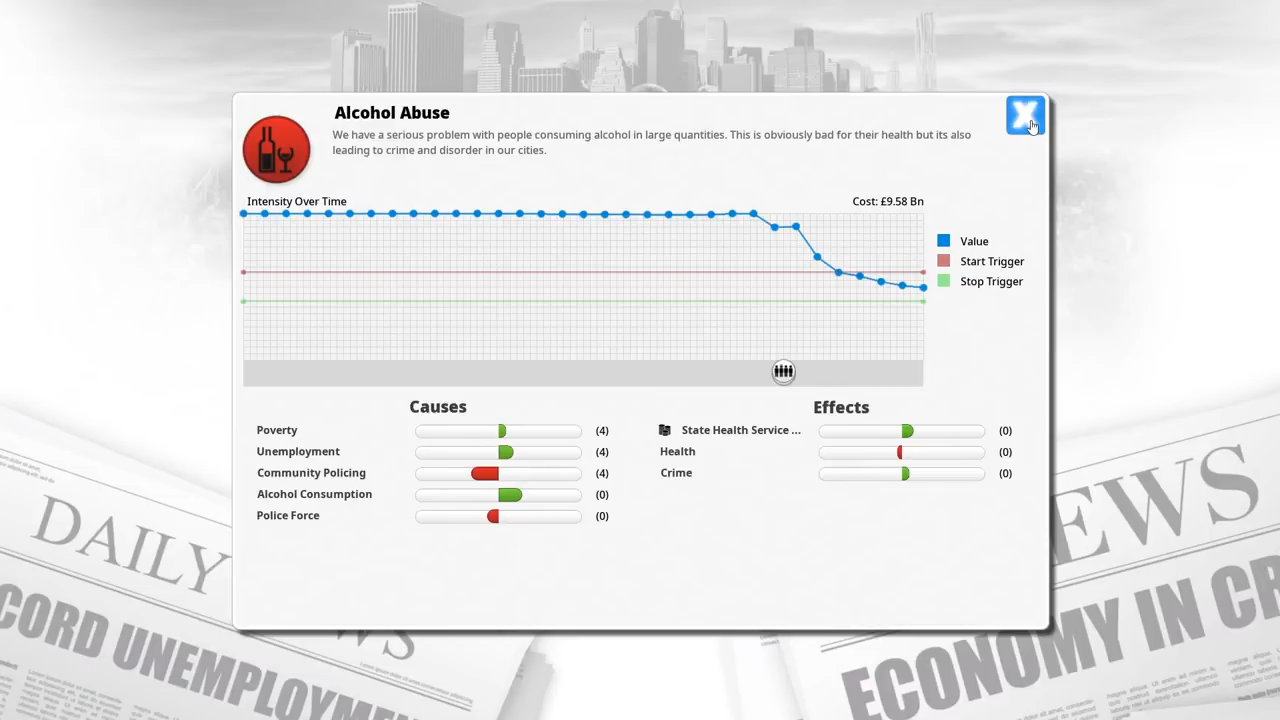 Alcohol Abuse
X
We have a serious problem with people consuming alcohol in large quantities. This is obviously bad for their health but its also
leading to crime and disorder in our cities.
Intensity Over Time
Cost: £9.58 Bn
Value
Start Trigger
Stop Trigger
Causes
Poverty (4)
Unemployment (4)
Community Policing (4)
Alcohol Consumption (0)
Police Force (0)
Effects
State Health Service ... (0)
Health (0)
Crime (0)
DAILY
WS
CORD UNEMPLOYME
EWS
ECONOMY IN CR